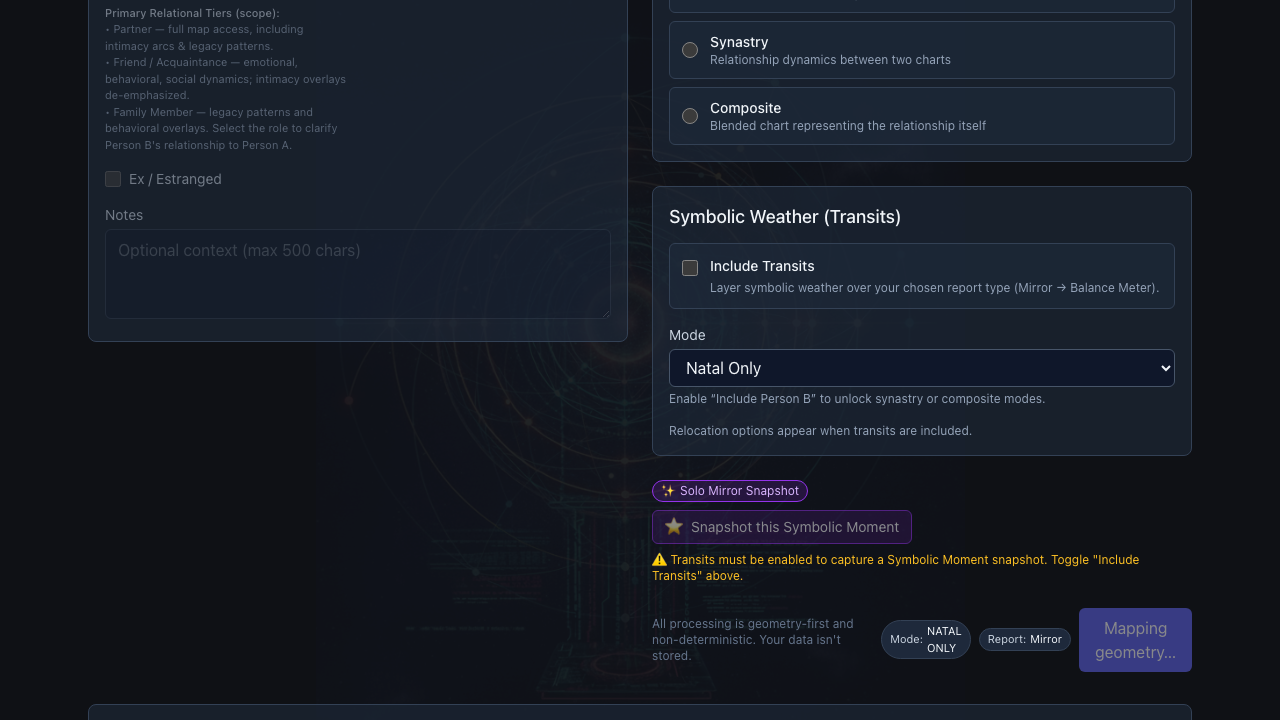 Primary Relational Tiers (scope):
• Partner — full map access, including
intimacy arcs & legacy patterns.
• Friend / Acquaintance — emotional,
behavioral, social dynamics; intimacy overlays
de-emphasized.
• Family Member — legacy patterns and
behavioral overlays. Select the role to clarify
Person B's relationship to Person A.
Ex / Estranged
Notes
Optional context (max 500 chars)
Synastry
Relationship dynamics between two charts
Composite
Blended chart representing the relationship itself
Symbolic Weather (Transits)
Include Transits
Layer symbolic weather over your chosen report type (Mirror → Balance Meter).
Mode
Natal Only
Enable “Include Person B” to unlock synastry or composite modes.
Relocation options appear when transits are included.
✨ Solo Mirror Snapshot
⭐ Snapshot this Symbolic Moment
⚠️ Transits must be enabled to capture a Symbolic Moment snapshot. Toggle "Include
Transits" above.
All processing is geometry-first and
non-deterministic. Your data isn't
stored.
Mode: NATAL
ONLY
Report: Mirror
Mapping
geometry…